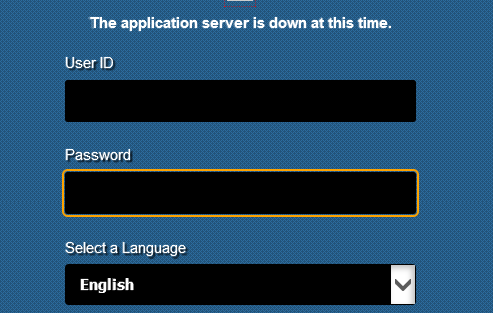 The application server is down at this time.
User ID
Password
Select a Language
English